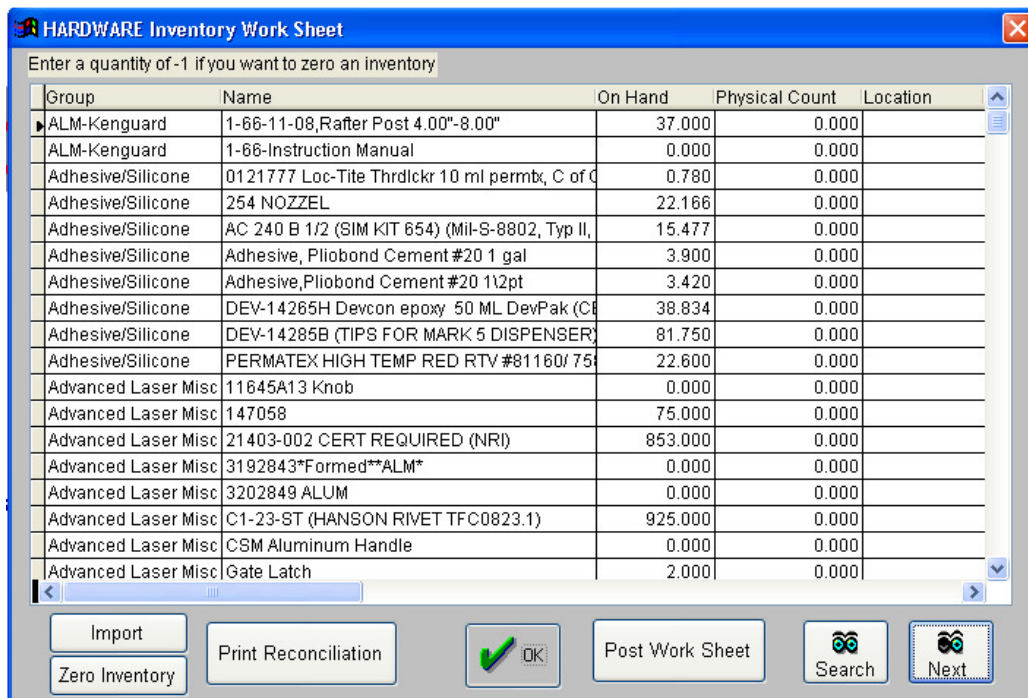 HARDWARE Inventory Work Sheet
Enter a quantity of -1 if you want to zero an inventory
Group Name On Hand Physical Count Location
ALM-Kenguard 1-66-11-08,Rafter Post 4.00"-8.00" 37.000 0.000
ALM-Kenguard 1-66-Instruction Manual 0.000 0.000
Adhesive/Silicone 0121777 Loc-Tite Thrdlckr 10 ml permtx, C of C 0.780 0.000
Adhesive/Silicone 254 NOZZEL 22.166 0.000
Adhesive/Silicone AC 240 B 1/2 (SIM KIT 654) (Mil-S-8802, Typ II, 15.477 0.000
Adhesive/Silicone Adhesive, Pliobond Cement #20 1 gal 3.900 0.000
Adhesive/Silicone Adhesive,Pliobond Cement #20 1\2pt 3.420 0.000
Adhesive/Silicone DEV-14265H Devcon epoxy 50 ML DevPak (CE 38.834 0.000
Adhesive/Silicone DEV-14285B (TIPS FOR MARK 5 DISPENSER) 81.750 0.000
Adhesive/Silicone PERMATEX HIGH TEMP RED RTV #81160/ 75 22.600 0.000
Advanced Laser Misc 11645A13 Knob 0.000 0.000
Advanced Laser Misc 147058 75.000 0.000
Advanced Laser Misc 21403-002 CERT REQUIRED (NRI) 853.000 0.000
Advanced Laser Misc 3192843*Formed**ALM* 0.000 0.000
Advanced Laser Misc 3202849 ALUM 0.000 0.000
Advanced Laser Misc C1-23-ST (HANSON RIVET TFC0823.1) 925.000 0.000
Advanced Laser Misc CSM Aluminum Handle 0.000 0.000
Advanced Laser Misc Gate Latch 2.000 0.000
Import
Zero Inventory
Print Reconciliation
OK
Post Work Sheet
Search
Next